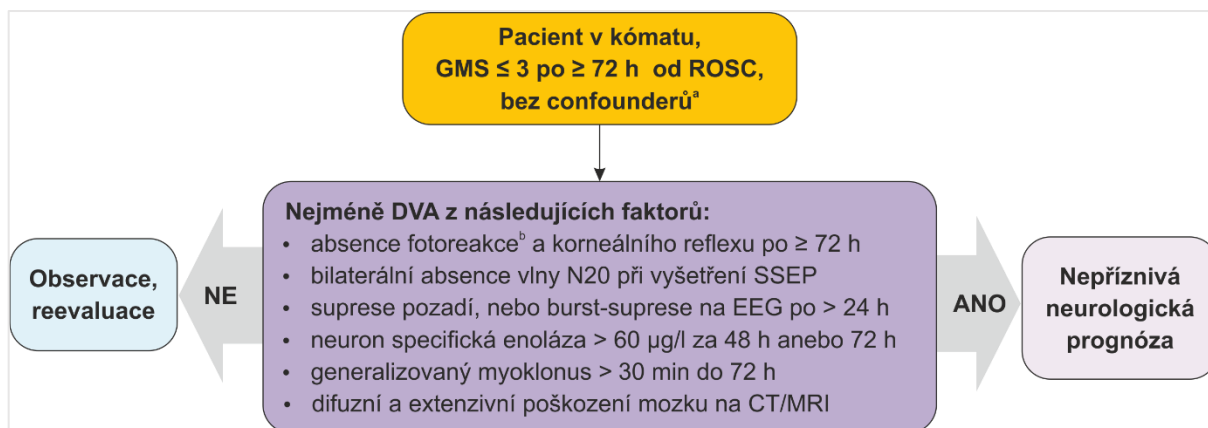 Pacient v kómatu,
GMS ≤ 3 po ≥ 72 h od ROSC,
bez confounderůᵃ
Nejméně DVA z následujících faktorů:
• absence fotoreakceᵇ a korneálního reflexu po ≥ 72 h
• bilaterální absence vlny N20 při vyšetření SSEP
• suprese pozadí, nebo burst-suprese na EEG po > 24 h
• neuron specifická enoláza > 60 µg/l za 48 h anebo 72 h
• generalizovaný myoklonus > 30 min do 72 h
• difuzní a extenzivní poškození mozku na CT/MRI
NE
Observace,
reevaluace
ANO
Nepříznivá
neurologická
prognóza